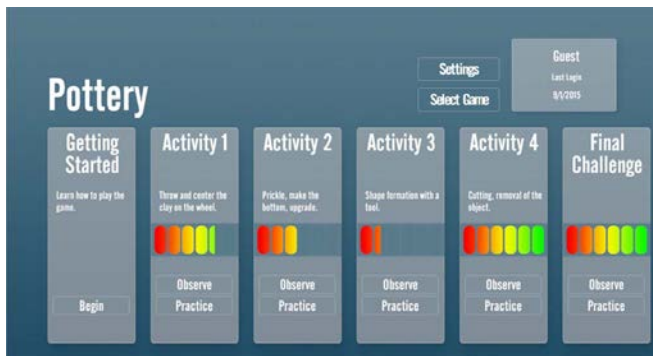 Pottery
Settings
Select Game
Guest
Last Login
9/1/2015
Getting
Started
Learn how to play the
game.
Begin
Activity 1
Throw and center the
clay on the wheel.
Observe
Practice
Activity 2
Prickle, make the
bottom, upgrade.
Observe
Practice
Activity 3
Shape formation with a
tool.
Observe
Practice
Activity 4
Cutting, removal of the
object.
Observe
Practice
Final
Challenge
Observe
Practice